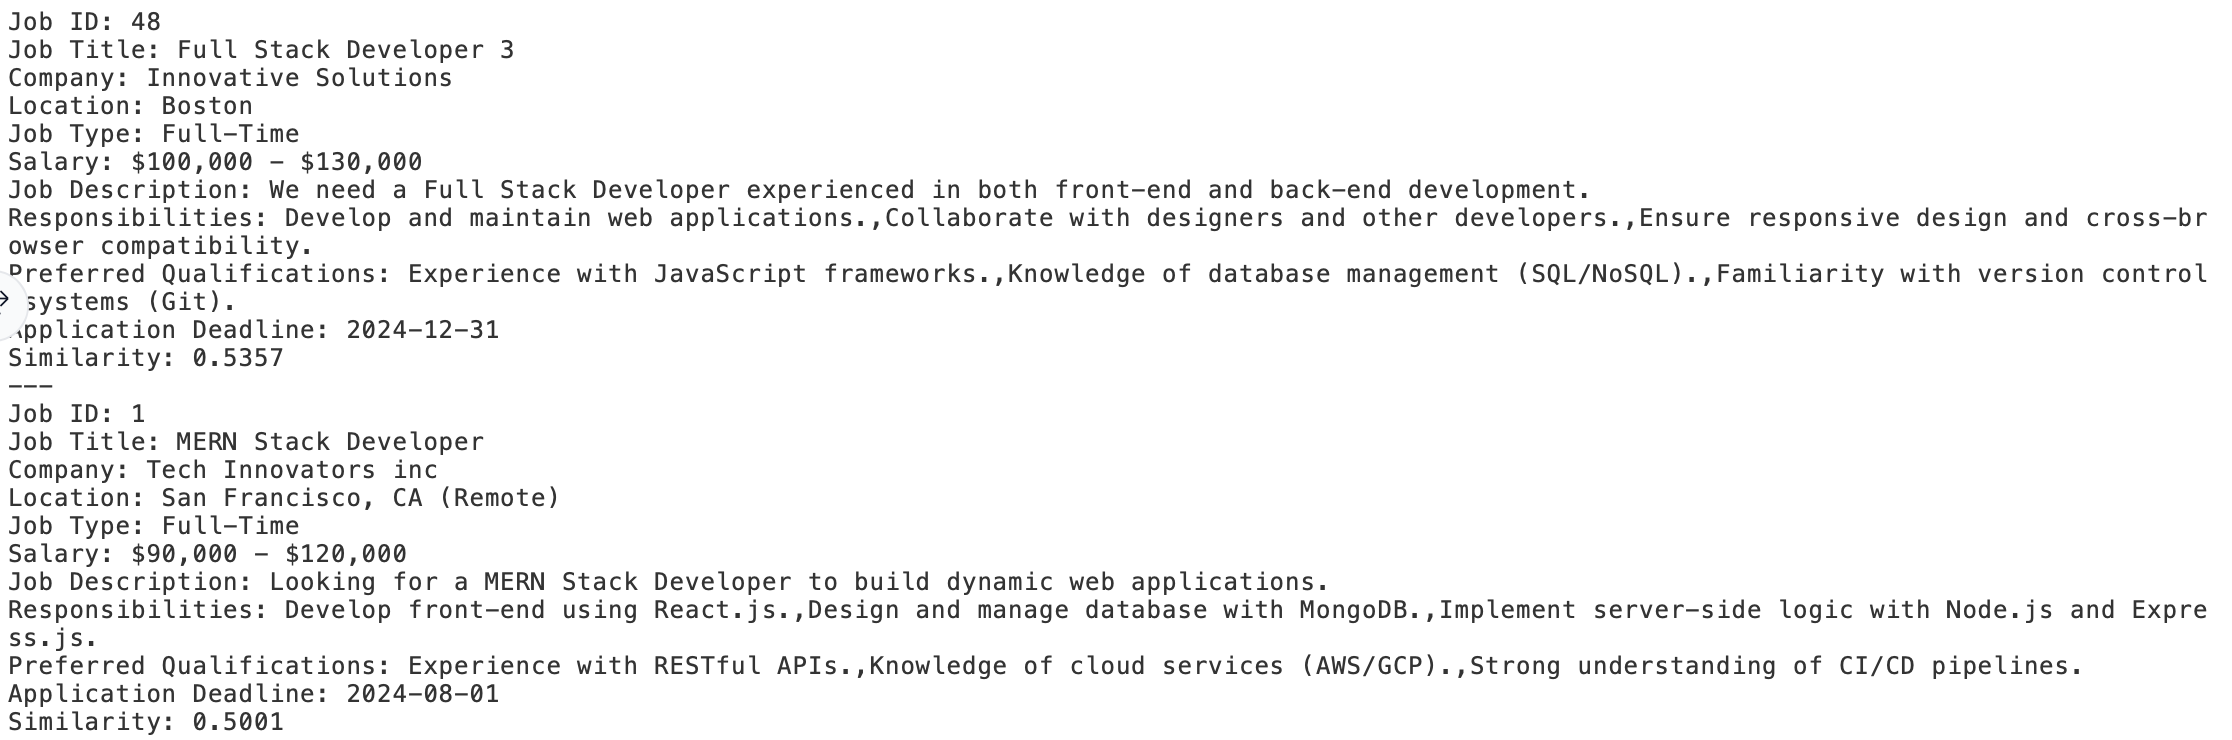 Job ID: 48
Job Title: Full Stack Developer 3
Company: Innovative Solutions
Location: Boston
Job Type: Full-Time
Salary: $100,000 - $130,000
Job Description: We need a Full Stack Developer experienced in both front-end and back-end development.
Responsibilities: Develop and maintain web applications.,Collaborate with designers and other developers.,Ensure responsive design and cross-br
owser compatibility.
Preferred Qualifications: Experience with JavaScript frameworks.,Knowledge of database management (SQL/NoSQL).,Familiarity with version control
systems (Git).
Application Deadline: 2024-12-31
Similarity: 0.5357
---
Job ID: 1
Job Title: MERN Stack Developer
Company: Tech Innovators inc
Location: San Francisco, CA (Remote)
Job Type: Full-Time
Salary: $90,000 - $120,000
Job Description: Looking for a MERN Stack Developer to build dynamic web applications.
Responsibilities: Develop front-end using React.js.,Design and manage database with MongoDB.,Implement server-side logic with Node.js and Expre
ss.js.
Preferred Qualifications: Experience with RESTful APIs.,Knowledge of cloud services (AWS/GCP).,Strong understanding of CI/CD pipelines.
Application Deadline: 2024-08-01
Similarity: 0.5001